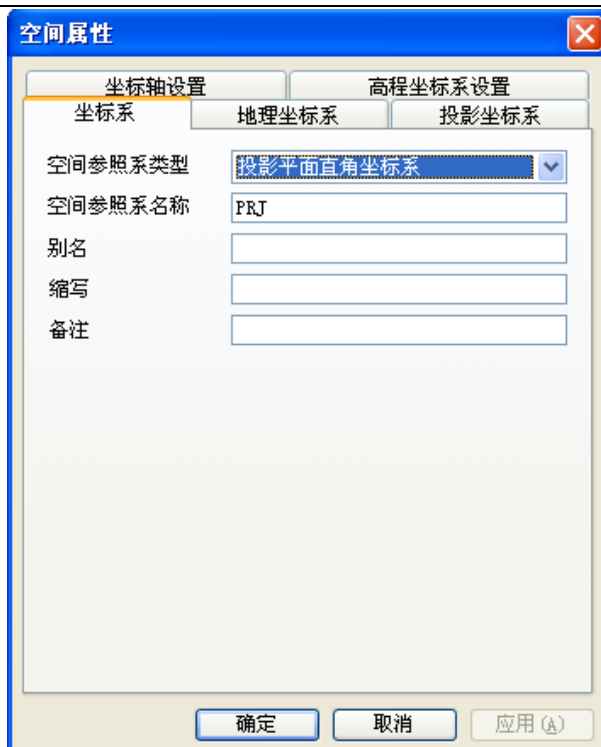 空间属性
坐标轴设置 高程坐标系设置
坐标系 地理坐标系 投影坐标系
空间参照系类型 投影平面直角坐标系
空间参照系名称 PRJ
别名
缩写
备注
确定 取消 应用(A)